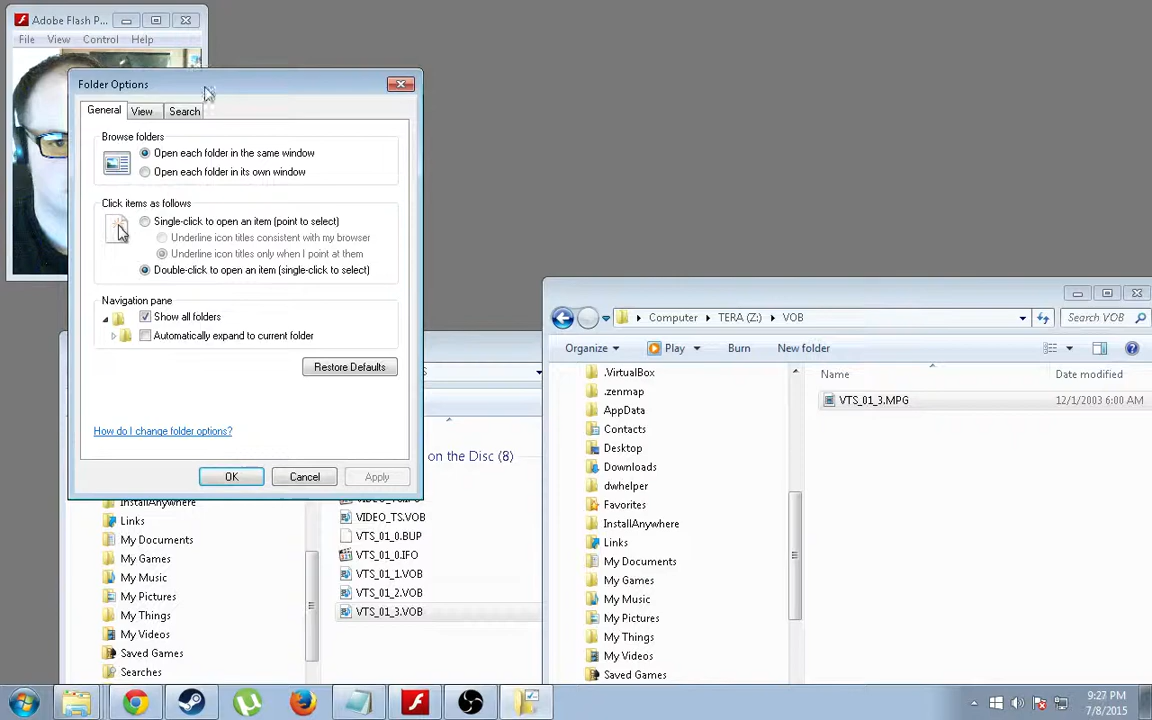 Adobe Flash P...
File View Control Help
Folder Options
General View Search
Browse folders
Open each folder in the same window
Open each folder in its own window
Click items as follows
Single-click to open an item (point to select)
Underline icon titles consistent with my browser
Underline icon titles only when I point at them
Double-click to open an item (single-click to select)
Navigation pane
Show all folders
Automatically expand to current folder
Restore Defaults
How do I change folder options?
OK Cancel Apply
on the Disc (8)
InstallAnywhere
Links
My Documents
My Games
My Music
My Pictures
My Things
My Videos
Saved Games
Searches
VIDEO_TS.VOB
VTS_01_0.BUP
VTS_01_0.IFO
VTS_01_1.VOB
VTS_01_2.VOB
VTS_01_3.VOB
Computer TERA (Z:) VOB
Search VOB
Organize Play Burn New folder
Name Date modified
VTS_01_3.MPG 12/1/2003 6:00 AM
.VirtualBox
.zenmap
AppData
Contacts
Desktop
Downloads
dwhelper
Favorites
InstallAnywhere
Links
My Documents
My Games
My Music
My Pictures
My Things
My Videos
Saved Games
9:27 PM
7/8/2015